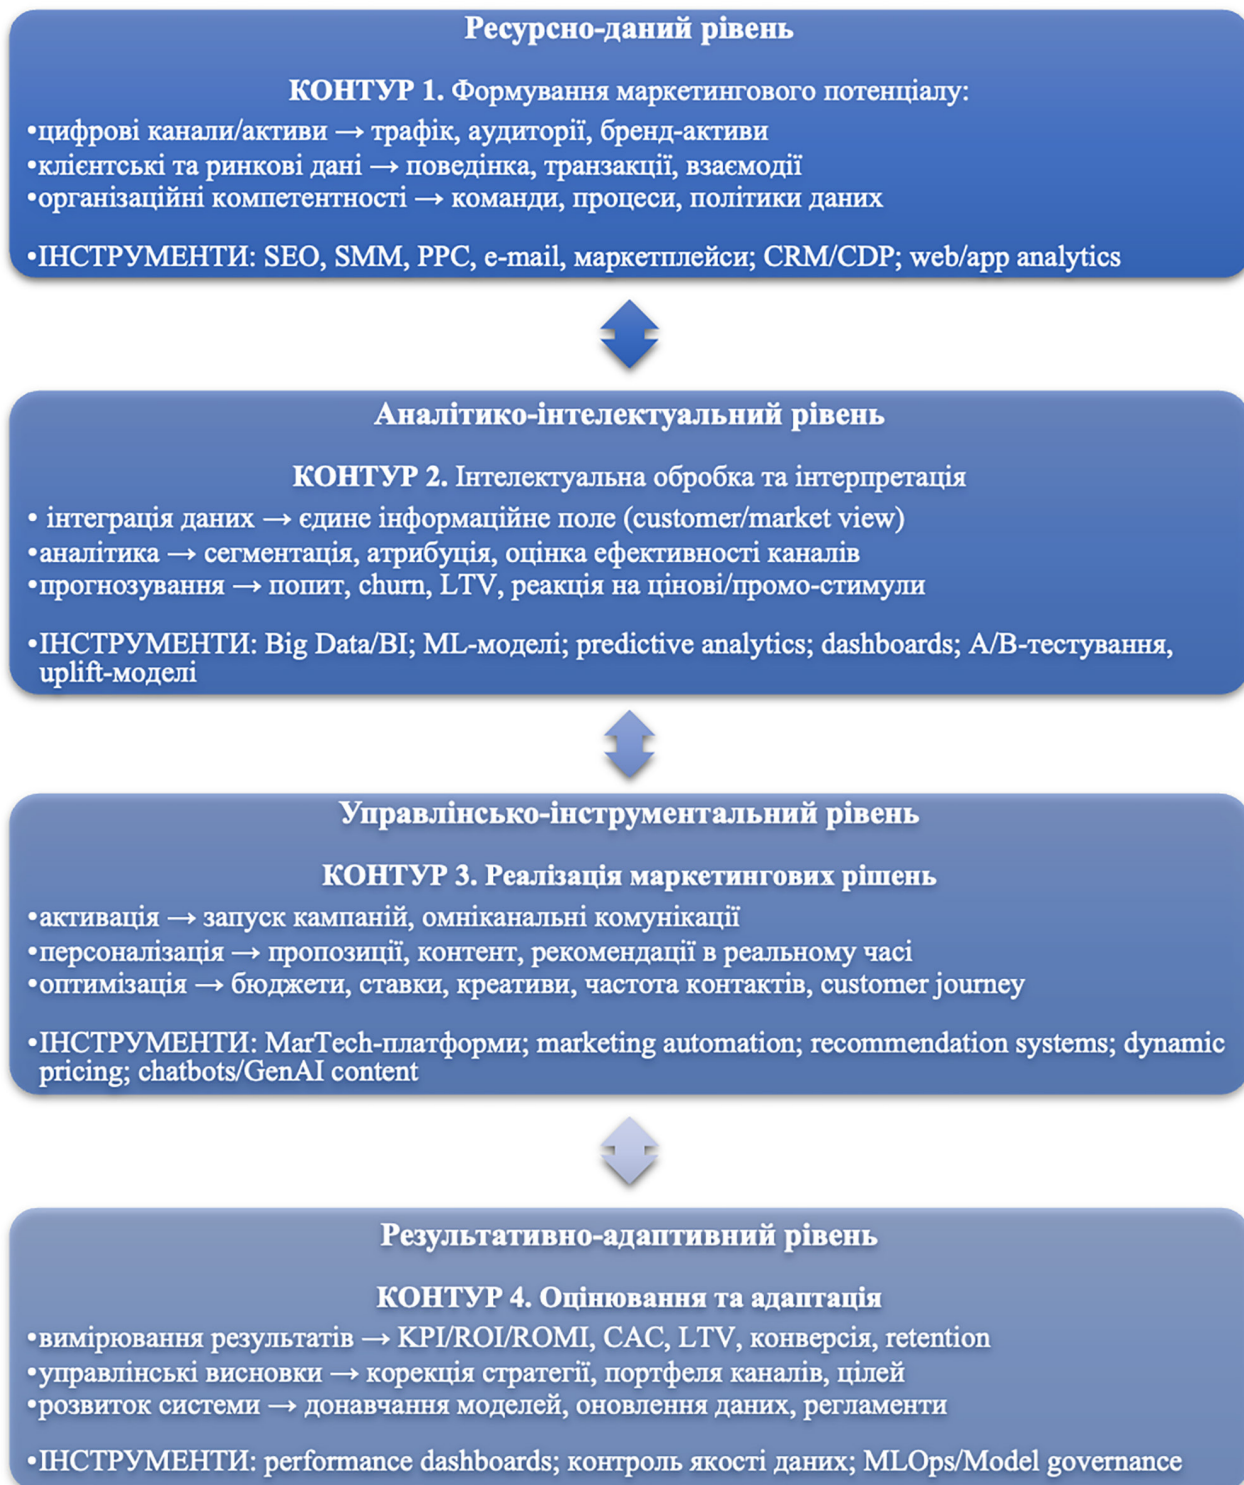 Ресурсно-даний рівень
КОНТУР 1. Формування маркетингового потенціалу:
•цифрові канали/активи → трафік, аудиторії, бренд-активи
•клієнтські та ринкові дані → поведінка, транзакції, взаємодії
•організаційні компетентності → команди, процеси, політики даних
•ІНСТРУМЕНТИ: SEO, SMM, PPC, e-mail, маркетплейси; CRM/CDP; web/app analytics
Аналітико-інтелектуальний рівень
КОНТУР 2. Інтелектуальна обробка та інтерпретація
• інтеграція даних → єдине інформаційне поле (customer/market view)
•аналітика → сегментація, атрибуція, оцінка ефективності каналів
•прогнозування → попит, churn, LTV, реакція на цінові/промо-стимули
•ІНСТРУМЕНТИ: Big Data/BI; ML-моделі; predictive analytics; dashboards; A/B-тестування,
uplift-моделі
Управлінсько-інструментальний рівень
КОНТУР 3. Реалізація маркетингових рішень
•активація → запуск кампаній, омніканальні комунікації
•персоналізація → пропозиції, контент, рекомендації в реальному часі
•оптимізація → бюджети, ставки, креативи, частота контактів, customer journey
•ІНСТРУМЕНТИ: MarTech-платформи; marketing automation; recommendation systems; dynamic
pricing; chatbots/GenAI content
Результативно-адаптивний рівень
КОНТУР 4. Оцінювання та адаптація
•вимірювання результатів → KPI/ROI/ROMI, CAC, LTV, конверсія, retention
•управлінські висновки → корекція стратегії, портфеля каналів, цілей
•розвиток системи → донавчання моделей, оновлення даних, регламенти
•ІНСТРУМЕНТИ: performance dashboards; контроль якості даних; MLOps/Model governance